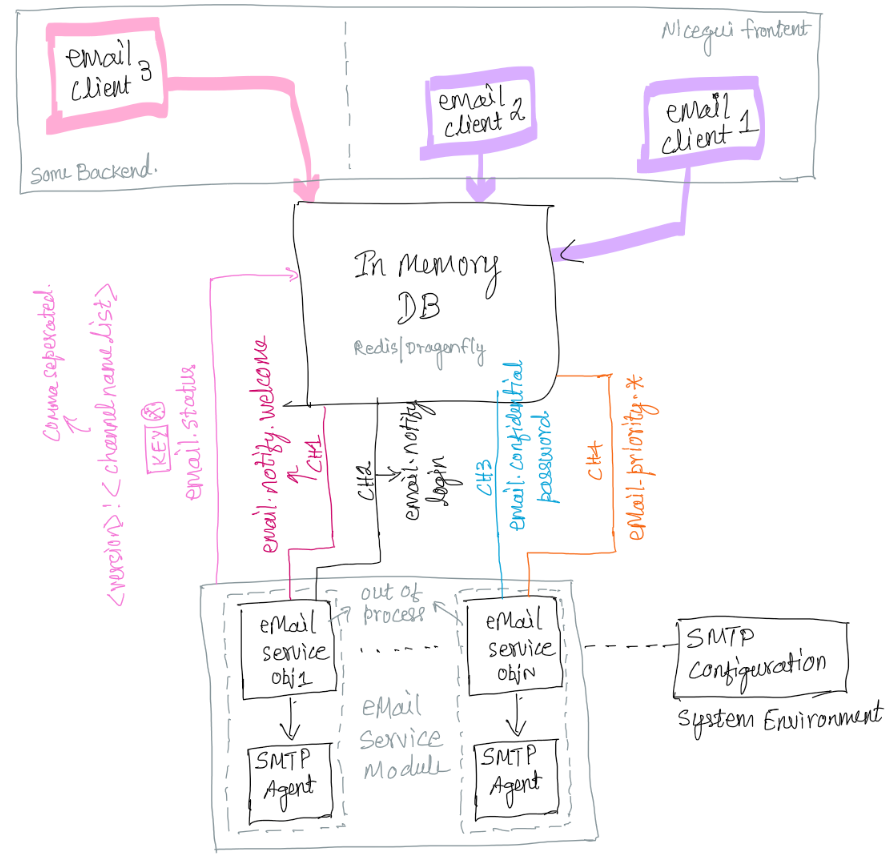 Nicegui frontent
eMail
client 3
email
client 2
eMail
client 1
Some Backend.
In Memory
DB
Redis|Dragonfly
comma seperated.
<version>:<channel name list>
KEY
email.status
email.notify.welcome
CH1
CH2
email.notify
login
CH3
email.confidential
password
CH4
eMail.priority.*
out of
process
eMail
service
obj1
eMail
service
objN
SMTP
Configuration
System Environment
eMail
Service
Module
SMTP
Agent
SMTP
Agent